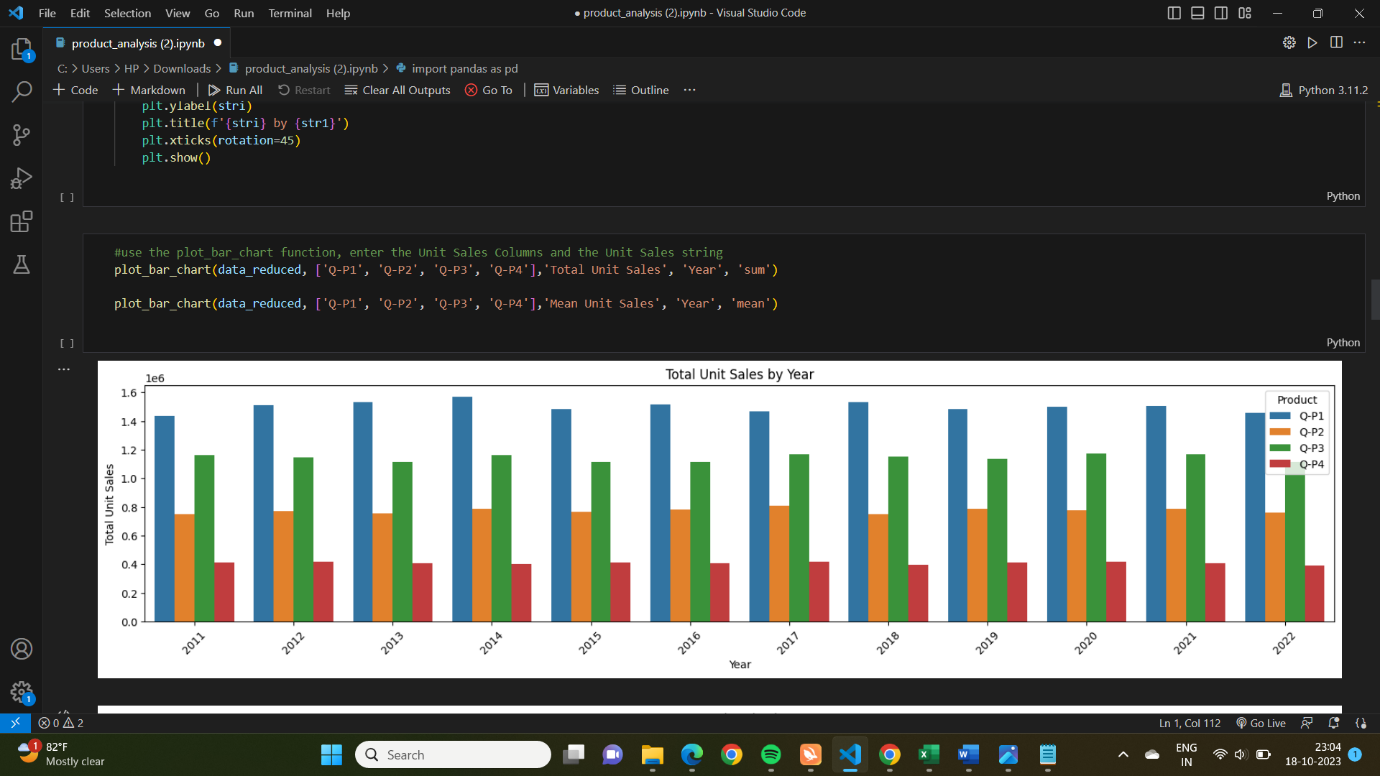 File Edit Selection View Go Run Terminal Help
● product_analysis (2).ipynb - Visual Studio Code
product_analysis (2).ipynb ●
C: > Users > HP > Downloads > product_analysis (2).ipynb > import pandas as pd
+ Code + Markdown | Run All Restart Clear All Outputs Go To | Variables Outline ... Python 3.11.2
plt.ylabel(stri)
plt.title(f'{stri} by {str1}')
plt.xticks(rotation=45)
plt.show()
[ ] Python
#use the plot_bar_chart function, enter the Unit Sales Columns and the Unit Sales string
plot_bar_chart(data_reduced, ['Q-P1', 'Q-P2', 'Q-P3', 'Q-P4'],'Total Unit Sales', 'Year', 'sum')
plot_bar_chart(data_reduced, ['Q-P1', 'Q-P2', 'Q-P3', 'Q-P4'],'Mean Unit Sales', 'Year', 'mean')
[ ] Python
...
Total Unit Sales by Year
1e6
1.6
1.4
1.2
1.0
0.8
0.6
0.4
0.2
0.0
Total Unit Sales
Product
Q-P1
Q-P2
Q-P3
Q-P4
2011 2012 2013 2014 2015 2016 2017 2018 2019 2020 2021 2022
Year
1
1
0 2 Ln 1, Col 112 Go Live
1 82°F
Mostly clear
Search
ENG
IN
23:04
18-10-2023
1